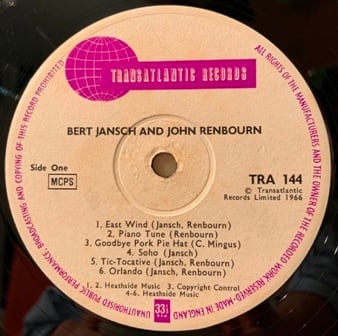 TRANSATLANTIC RECORDS
BERT JANSCH AND JOHN RENBOURN
Side One
MCPS
TRA 144
© Transatlantic
Records Limited 1966
1. East Wind (Jansch, Renbourn)
2. Piano Tune (Renbourn)
3. Goodbye Pork Pie Hat (C. Mingus)
4. Soho (Jansch)
5. Tic-Tocative (Jansch, Renbourn)
6. Orlando (Jansch, Renbourn)
1. 2. Heathside Music 3. Copyright Control
4-6. Heathside Music
33⅓
ALL RIGHTS OF THE MANUFACTURERS AND THE OWNER OF THE RECORDED WORK RESERVED·MADE IN ENGLAND
UNAUTHORISED PUBLIC PERFORMANCE, BROADCASTING AND COPYING OF THIS RECORD PROHIBITED